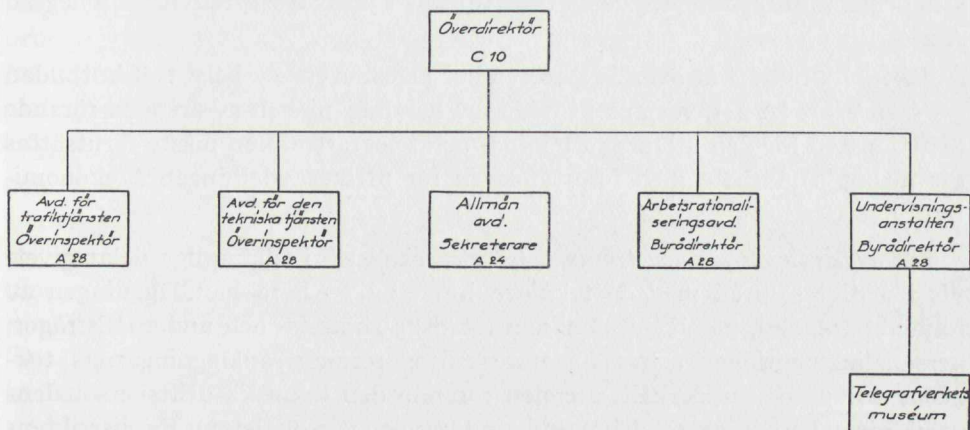 Överdirektör
C 10
Avd. för
trafiktjänsten
Överinspektör
A 28
Avd. för den
tekniska tjänsten
Överinspektör
A 28
Allmän
avd.
Sekreterare
A 24
Arbetsrationali-
seringsavd.
Byrådirektör
A 28
Undervisnings-
anstalten
Byrådirektör
A 28
Telegrafverkets
muséum